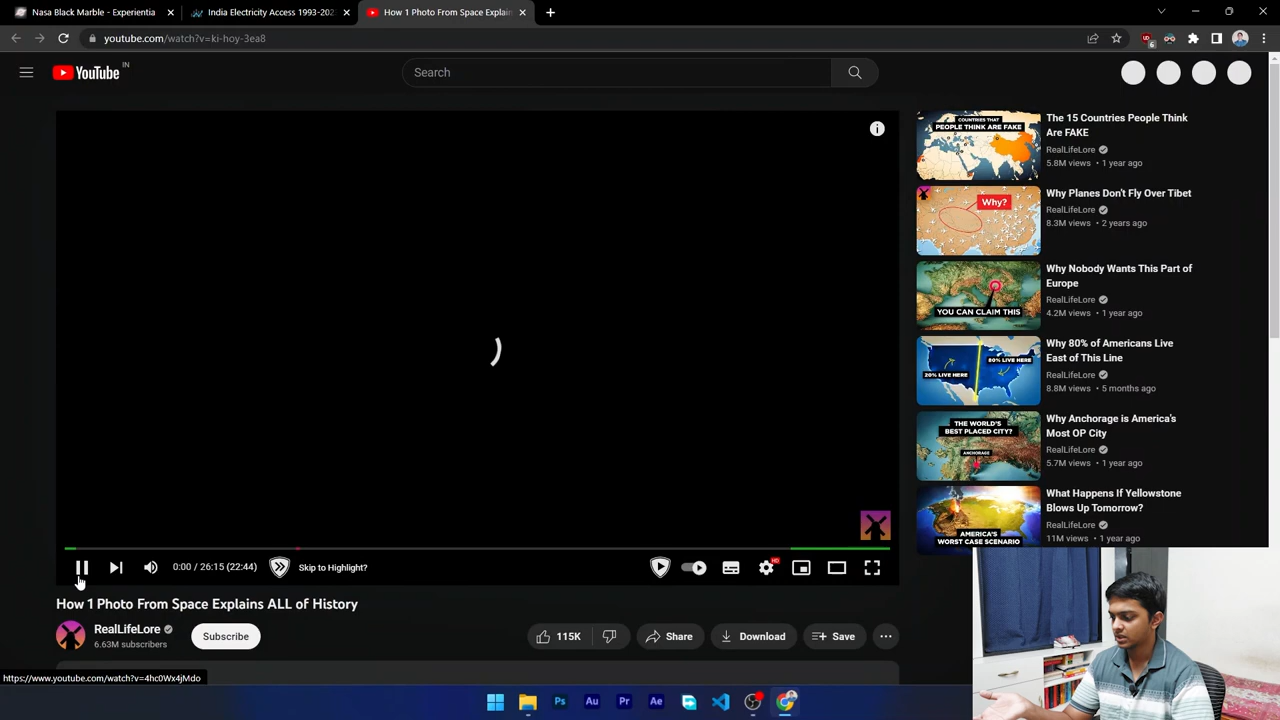 Nasa Black Marble - Experientia
India Electricity Access 1993-202
How 1 Photo From Space Explain
youtube.com/watch?v=ki-hoy-3ea8
6
YouTube IN
Search
COUNTRIES THAT
PEOPLE THINK ARE FAKE
The 15 Countries People Think
Are FAKE
RealLifeLore
5.8M views • 1 year ago
Why?
Why Planes Don't Fly Over Tibet
RealLifeLore
8.3M views • 2 years ago
YOU CAN CLAIM THIS
Why Nobody Wants This Part of
Europe
RealLifeLore
4.2M views • 1 year ago
20% LIVE HERE
80% LIVE HERE
Why 80% of Americans Live
East of This Line
RealLifeLore
8.8M views • 5 months ago
THE WORLD'S
BEST PLACED CITY?
ANCHORAGE
Why Anchorage is America's
Most OP City
RealLifeLore
5.7M views • 1 year ago
AMERICA'S
WORST CASE SCENARIO
What Happens If Yellowstone
Blows Up Tomorrow?
RealLifeLore
11M views • 1 year ago
0:00 / 26:15 (22:44)
Skip to Highlight?
HD
How 1 Photo From Space Explains ALL of History
RealLifeLore
6.63M subscribers
Subscribe
115K
Share
Download
Save
https://www.youtube.com/watch?v=4hc0Wx4jMdo
Ps
Au
Pr
Ae